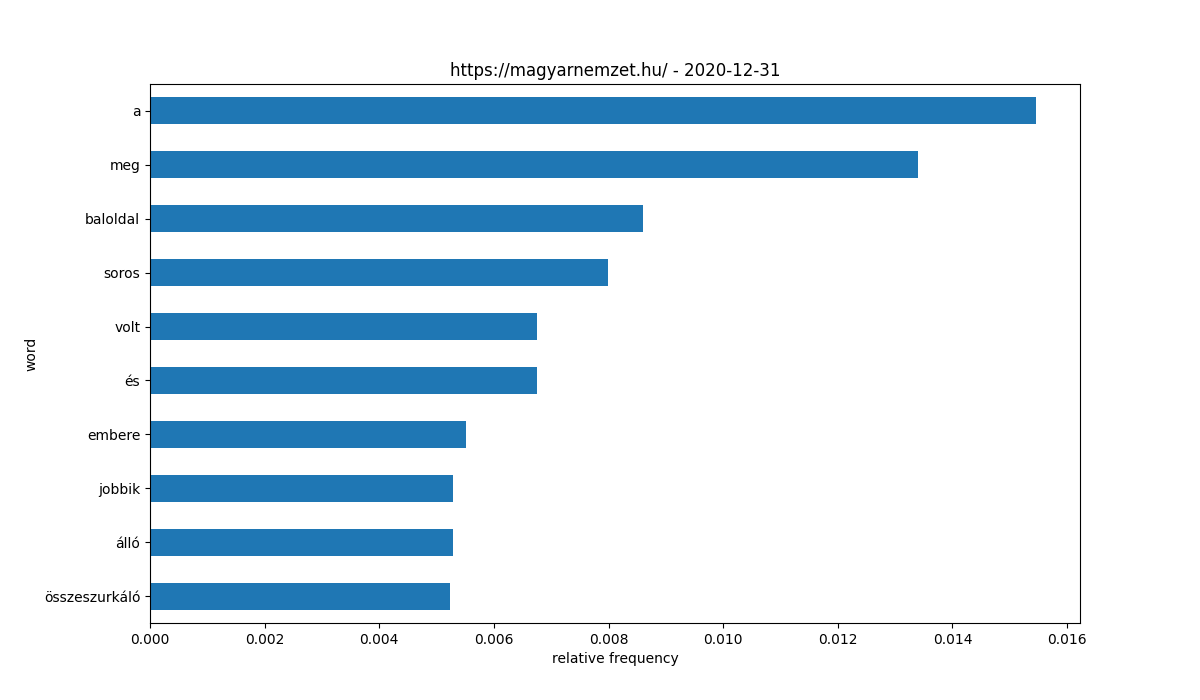 https://magyarnemzet.hu/ - 2020-12-31
a
meg
baloldal
soros
volt
és
embere
jobbik
álló
összeszurkáló
word
0.000 0.002 0.004 0.006 0.008 0.010 0.012 0.014 0.016
relative frequency